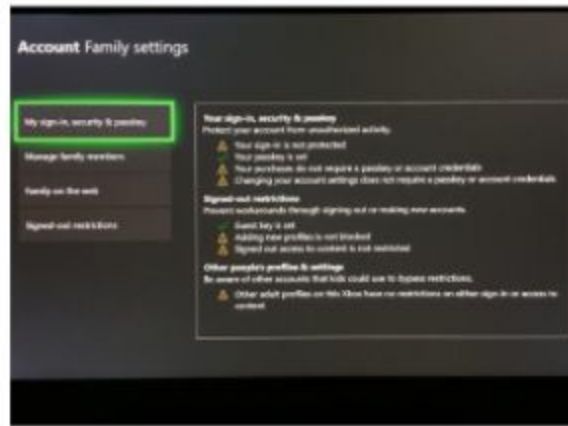 Account Family settings
My sign-in, security & passkey
Manage family members
Family on the web
Signed-out restrictions
Your sign-in, security & passkey
Protect your account from unauthorized activity.
Your sign-in is not protected
Your passkey is set
Your purchases do not require a passkey or account credentials
Changing your account settings does not require a passkey or account credentials.
Signed-out restrictions
Prevent workarounds through signing out or making new accounts.
Guest key is set
Adding new profiles is not blocked
Signed out access to content is not restricted
Other people's profiles & settings
Be aware of other accounts that kids could use to bypass restrictions.
Other adult profiles on this Xbox have no restrictions on either sign-in or access to
content